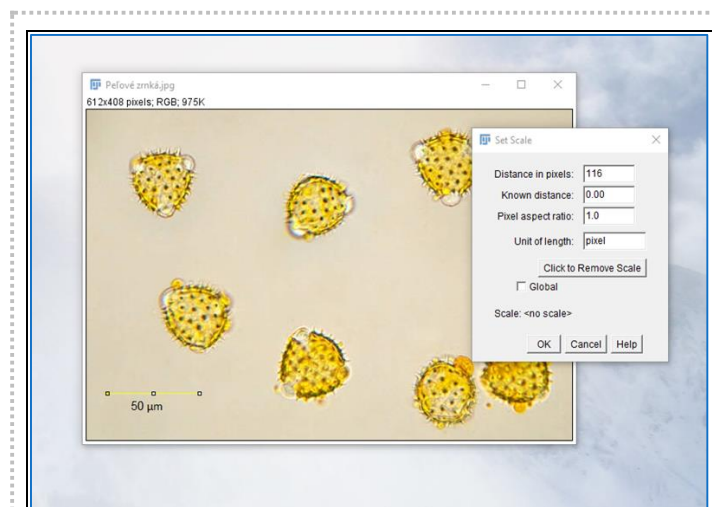 Peľové zrnká.jpg
612x408 pixels; RGB; 975K
50 µm
Set Scale
Distance in pixels: 116
Known distance: 0.00
Pixel aspect ratio: 1.0
Unit of length: pixel
Click to Remove Scale
Global
Scale: <no scale>
OK Cancel Help